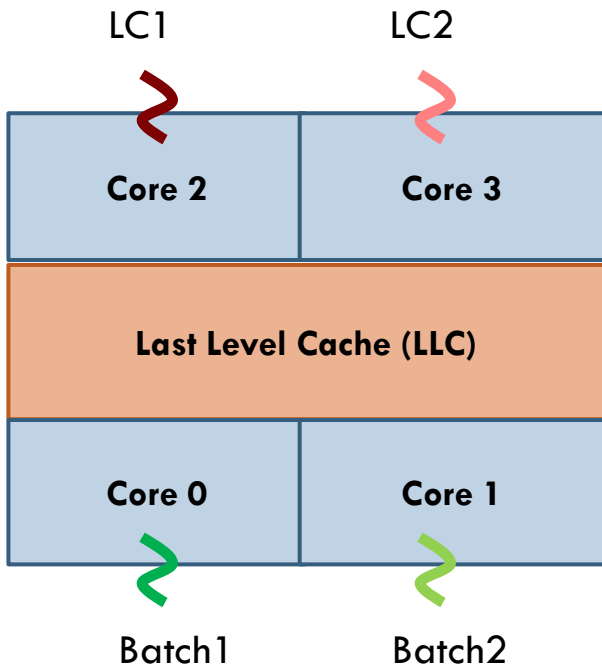 LC1 LC2
Core 2 Core 3
Last Level Cache (LLC)
Core 0 Core 1
Batch1 Batch2